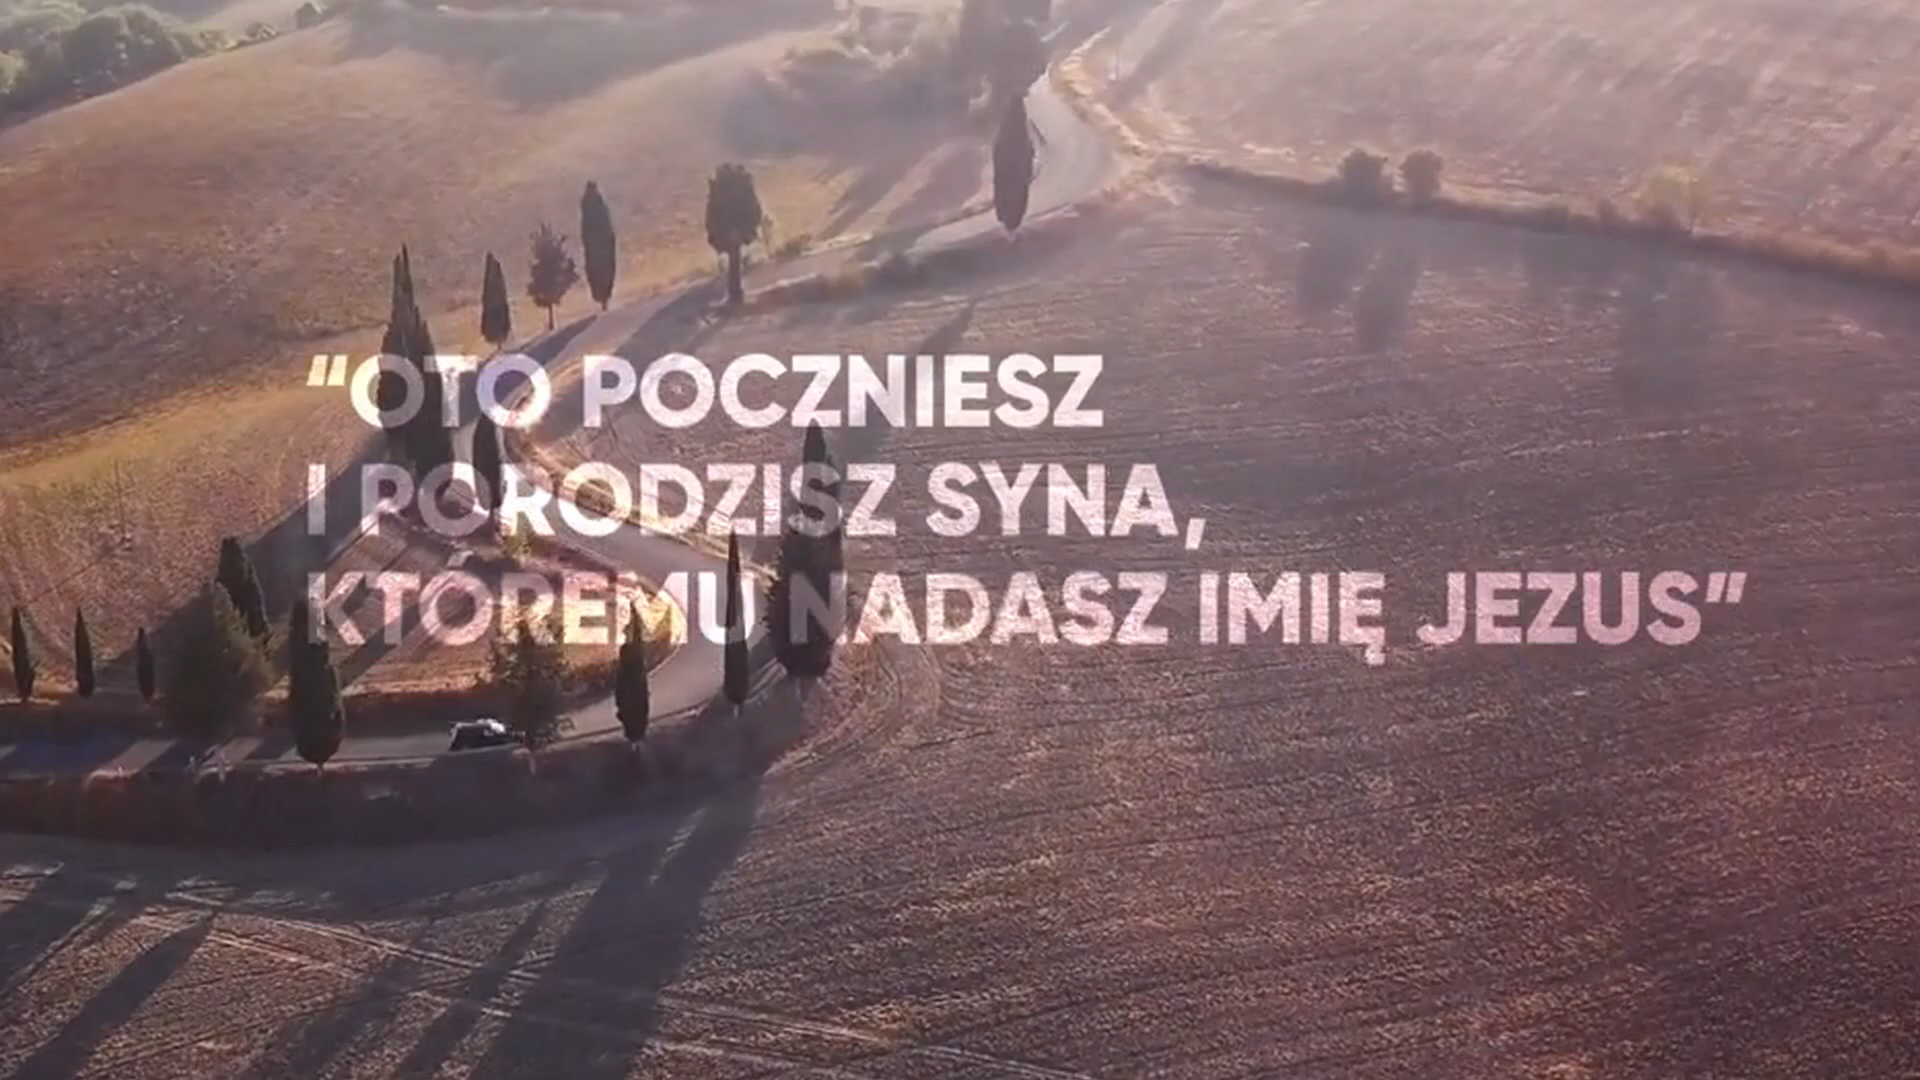 “OTO POCZNIESZ
I PORODZISZ SYNA,
KTÓREMU NADASZ IMIĘ JEZUS”